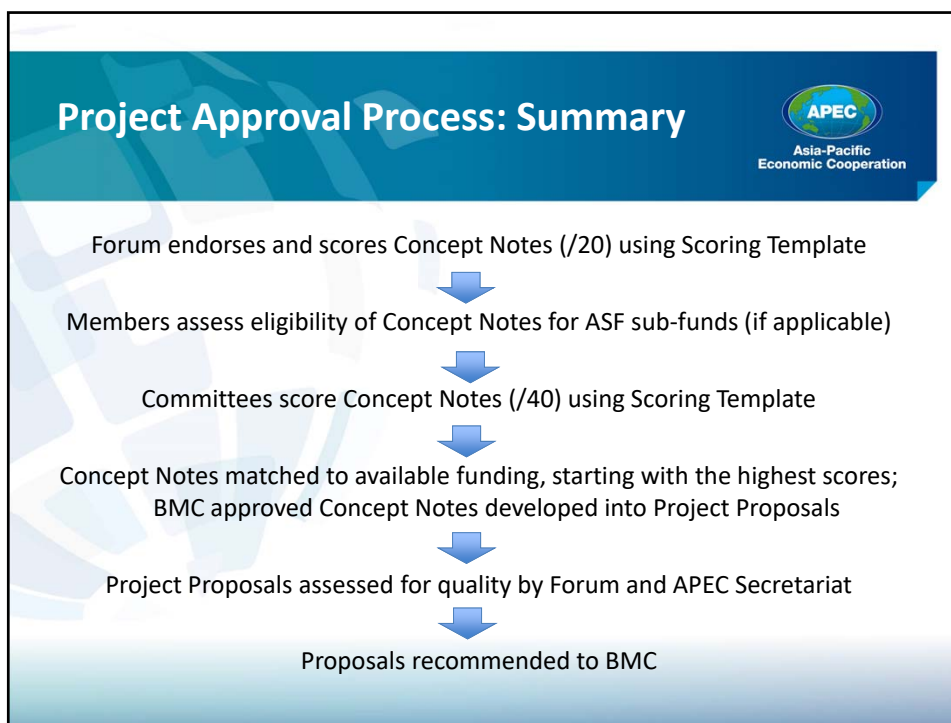 Project Approval Process: Summary
APEC
Asia-Pacific
Economic Cooperation
Forum endorses and scores Concept Notes (/20) using Scoring Template
Members assess eligibility of Concept Notes for ASF sub-funds (if applicable)
Committees score Concept Notes (/40) using Scoring Template
Concept Notes matched to available funding, starting with the highest scores;
BMC approved Concept Notes developed into Project Proposals
Project Proposals assessed for quality by Forum and APEC Secretariat
Proposals recommended to BMC